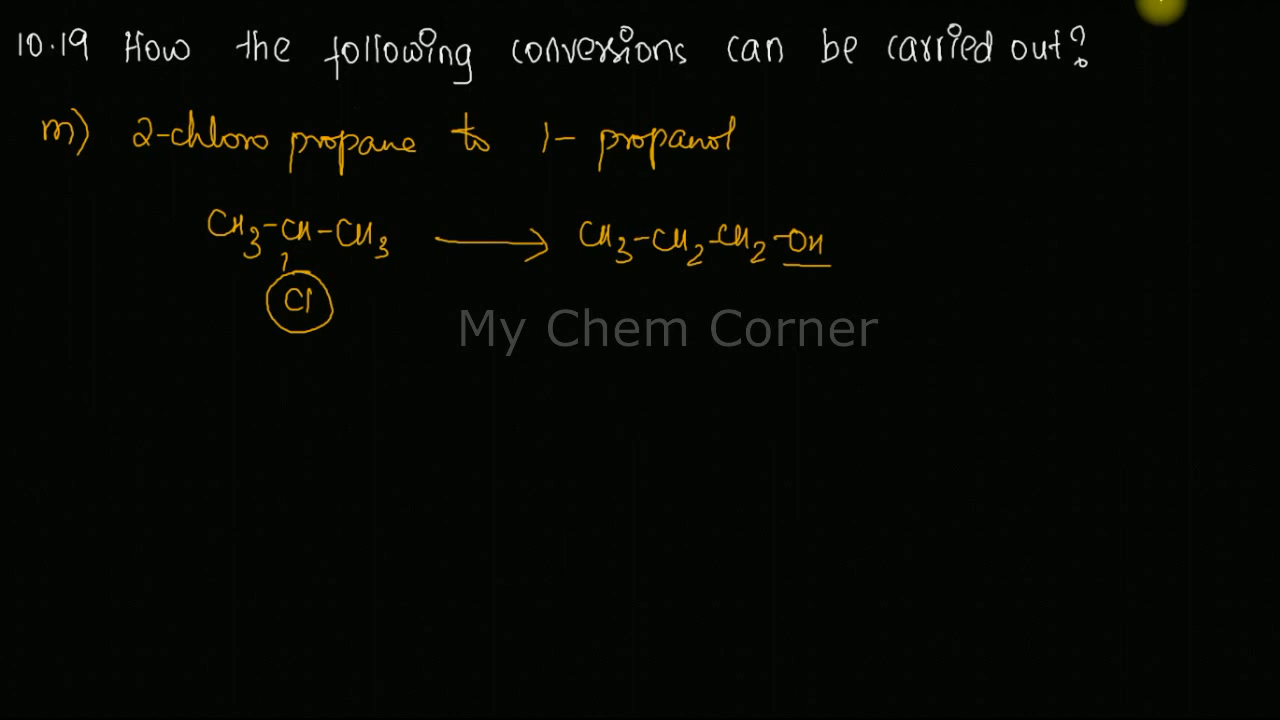 10.19 How the following conversions can be carried out?
m) 2-chloro propane to 1- propanol
CH3-CH-CH3 → CH3-CH2-CH2-OH
Cl
My Chem Corner